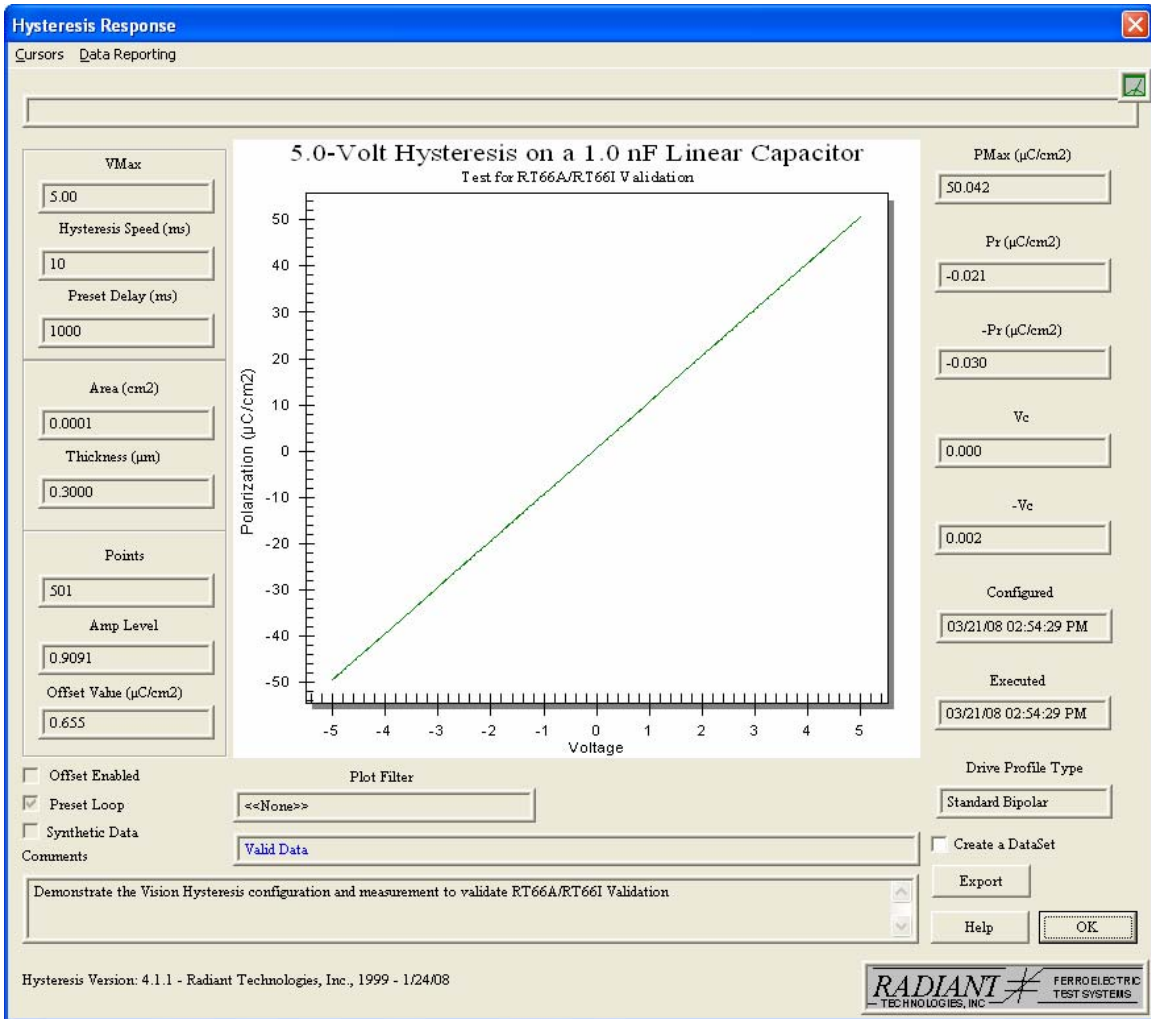 Hysteresis Response
Cursors Data Reporting
VMax
5.00
Hysteresis Speed (ms)
10
Preset Delay (ms)
1000
Area (cm2)
0.0001
Thickness (µm)
0.3000
Points
501
Amp Level
0.9091
Offset Value (µC/cm2)
0.655
5.0-Volt Hysteresis on a 1.0 nF Linear Capacitor
Test for RT66A/RT66I Validation
Polarization (µC/cm2)
50
40
30
20
10
0
-10
-20
-30
-40
-50
-5 -4 -3 -2 -1 0 1 2 3 4 5
Voltage
PMax (µC/cm2)
50.042
Pr (µC/cm2)
-0.021
-Pr (µC/cm2)
-0.030
Vc
0.000
-Vc
0.002
Configured
03/21/08 02:54:29 PM
Executed
03/21/08 02:54:29 PM
Drive Profile Type
Standard Bipolar
Offset Enabled
Preset Loop
Synthetic Data
Plot Filter
<<None>>
Valid Data
Create a DataSet
Comments
Demonstrate the Vision Hysteresis configuration and measurement to validate RT66A/RT66I Validation
Export
Help OK
Hysteresis Version: 4.1.1 - Radiant Technologies, Inc., 1999 - 1/24/08
RADIANT
TECHNOLOGIES, INC
FERROELECTRIC
TEST SYSTEMS